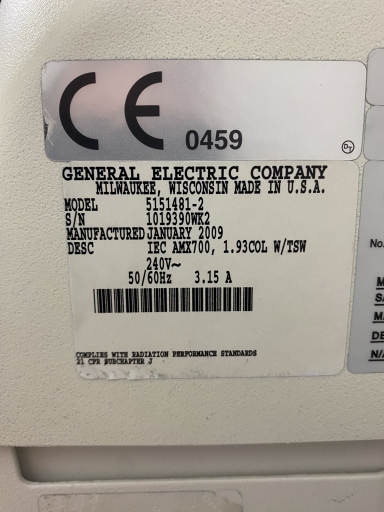 CE 0459
GENERAL ELECTRIC COMPANY
MILWAUKEE, WISCONSIN MADE IN U.S.A.
MODEL 5151481-2
S/N 1019390WK2
MANUFACTURED JANUARY 2009
DESC IEC AMX700, 1.93COL W/TSW
240V~
50/60Hz 3.15 A
COMPLIES WITH RADIATION PERFORMANCE STANDARDS
21 CFR SUBCHAPTER J
No.